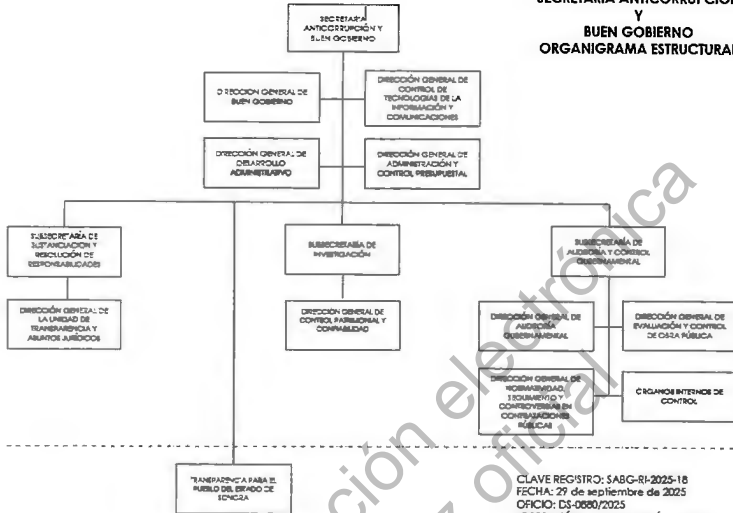 SECRETARÍA ANTICORRUPCIÓN
Y
BUEN GOBIERNO
ORGANIGRAMA ESTRUCTURAL
SECRETARÍA
ANTICORRUPCIÓN Y
BUEN GOBIERNO
DIRECCIÓN GENERAL DE
BUEN GOBIERNO
DIRECCIÓN GENERAL DE
CONTROL DE
TECNOLOGÍAS DE LA
INFORMACIÓN Y
COMUNICACIONES
DIRECCIÓN GENERAL DE
DESARROLLO
ADMINISTRATIVO
DIRECCIÓN GENERAL DE
ADMINISTRACIÓN Y
CONTROL PRESUPUESTAL
SUBSECRETARÍA DE
SUSTANCIACIÓN Y
RESOLUCIÓN DE
RESPONSABILIDADES
SUBSECRETARÍA DE
INVESTIGACIÓN
SUBSECRETARÍA DE
AUDITORÍA Y CONTROL
GUBERNAMENTAL
DIRECCIÓN GENERAL DE
LA UNIDAD DE
TRANSPARENCIA Y
ASUNTOS JURÍDICOS
DIRECCIÓN GENERAL DE
CONTROL PATRIMONIAL Y
CONFIABILIDAD
DIRECCIÓN GENERAL DE
AUDITORÍA
GUBERNAMENTAL
DIRECCIÓN GENERAL DE
EVALUACIÓN Y CONTROL
DE OBRA PÚBLICA
DIRECCIÓN GENERAL DE
NORMATIVIDAD,
SEGUIMIENTO Y
CONTROVERSIAS EN
CONTRATACIONES
PÚBLICAS
ÓRGANOS INTERNOS DE
CONTROL
TRANSPARENCIA PARA EL
PUEBLO DEL ESTADO DE
SONORA
CLAVE REGISTRO: SABG-RI-2025-18
FECHA: 29 de septiembre de 2025
OFICIO: DS-0680/2025
electrónica
oficial